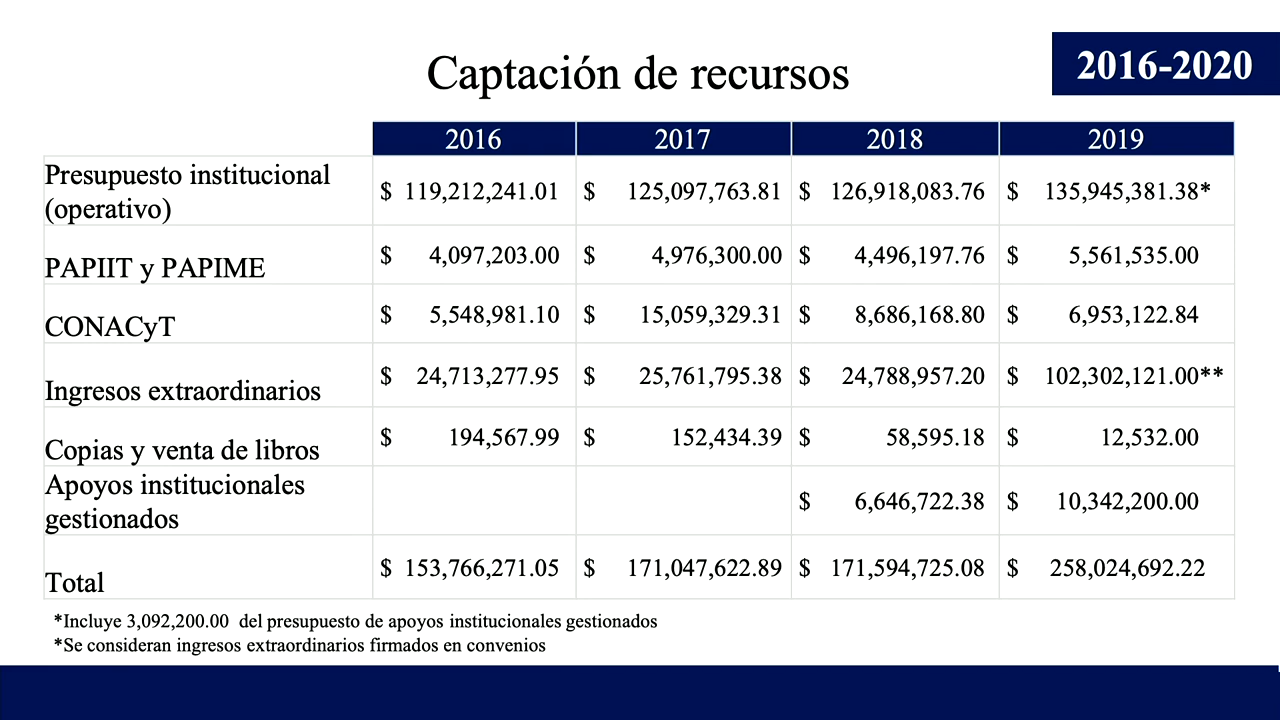 Captación de recursos
2016-2020
2016 2017 2018 2019
Presupuesto institucional (operativo) $ 119,212,241.01 $ 125,097,763.81 $ 126,918,083.76 $ 135,945,381.38*
PAPIIT y PAPIME $ 4,097,203.00 $ 4,976,300.00 $ 4,496,197.76 $ 5,561,535.00
CONACyT $ 5,548,981.10 $ 15,059,329.31 $ 8,686,168.80 $ 6,953,122.84
Ingresos extraordinarios $ 24,713,277.95 $ 25,761,795.38 $ 24,788,957.20 $ 102,302,121.00**
Copias y venta de libros $ 194,567.99 $ 152,434.39 $ 58,595.18 $ 12,532.00
Apoyos institucionales gestionados $ 6,646,722.38 $ 10,342,200.00
Total $ 153,766,271.05 $ 171,047,622.89 $ 171,594,725.08 $ 258,024,692.22
*Incluye 3,092,200.00 del presupuesto de apoyos institucionales gestionados
*Se consideran ingresos extraordinarios firmados en convenios